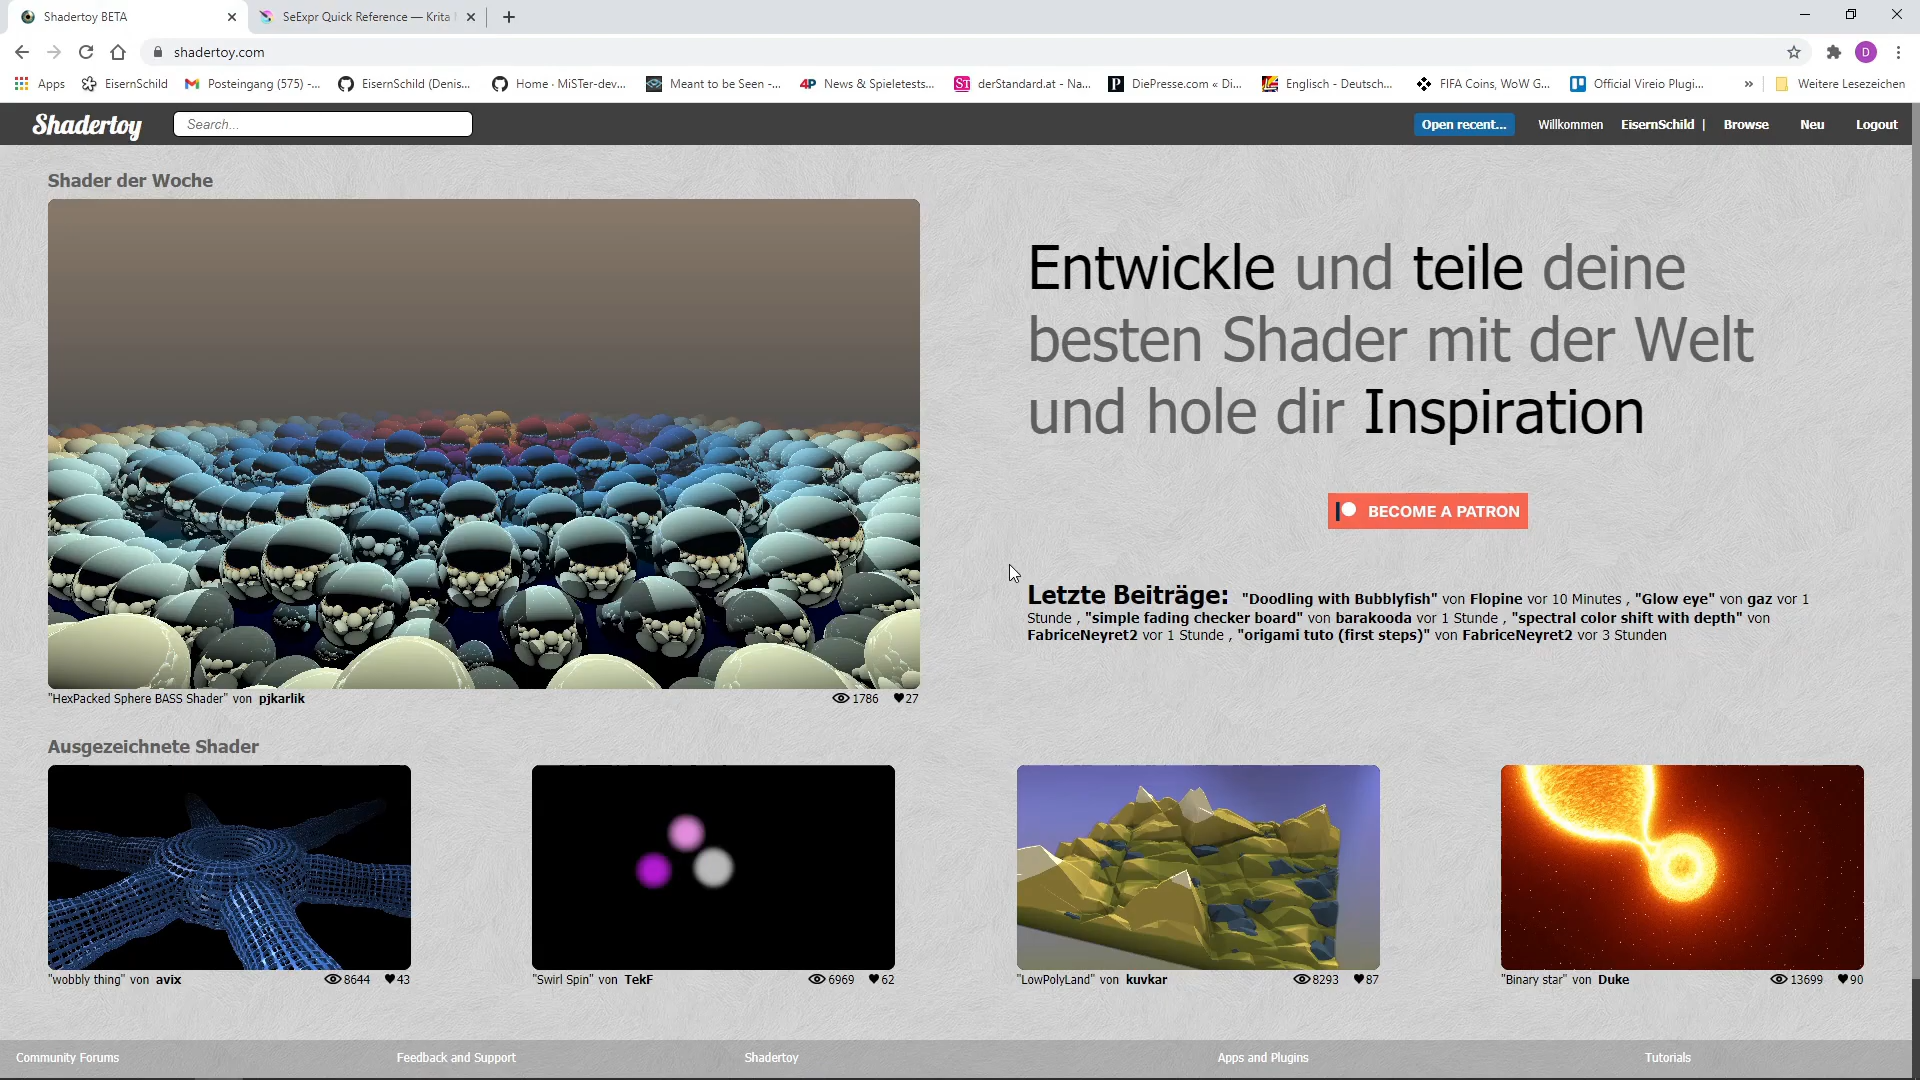 Shadertoy BETA
SeExpr Quick Reference — Krita
shadertoy.com
D
Apps
EisernSchild
Posteingang (575) -...
EisernSchild (Denis...
Home · MiSTer-dev...
Meant to be Seen -...
4P News & Spieletests...
ST derStandard.at - Na...
P DiePresse.com « Di...
Englisch - Deutsch...
FIFA Coins, WoW G...
Official Vireio Plugi...
»
Weitere Lesezeichen
Shadertoy
Search...
Open recent...
Willkommen EisernSchild |
Browse
Neu
Logout
Shader der Woche
"HexPacked Sphere BASS Shader" von pjkarlik
1786 27
Entwickle und teile deine
besten Shader mit der Welt
und hole dir Inspiration
BECOME A PATRON
Letzte Beiträge: "Doodling with Bubblyfish" von Flopine vor 10 Minutes , "Glow eye" von gaz vor 1
Stunde , "simple fading checker board" von barakooda vor 1 Stunde , "spectral color shift with depth" von
FabriceNeyret2 vor 1 Stunde , "origami tuto (first steps)" von FabriceNeyret2 vor 3 Stunden
Ausgezeichnete Shader
"wobbly thing" von avix
8644 43
"Swirl Spin" von TekF
6969 62
"LowPolyLand" von kuvkar
8293 87
"Binary star" von Duke
13699 90
Community Forums
Feedback and Support
Shadertoy
Apps and Plugins
Tutorials